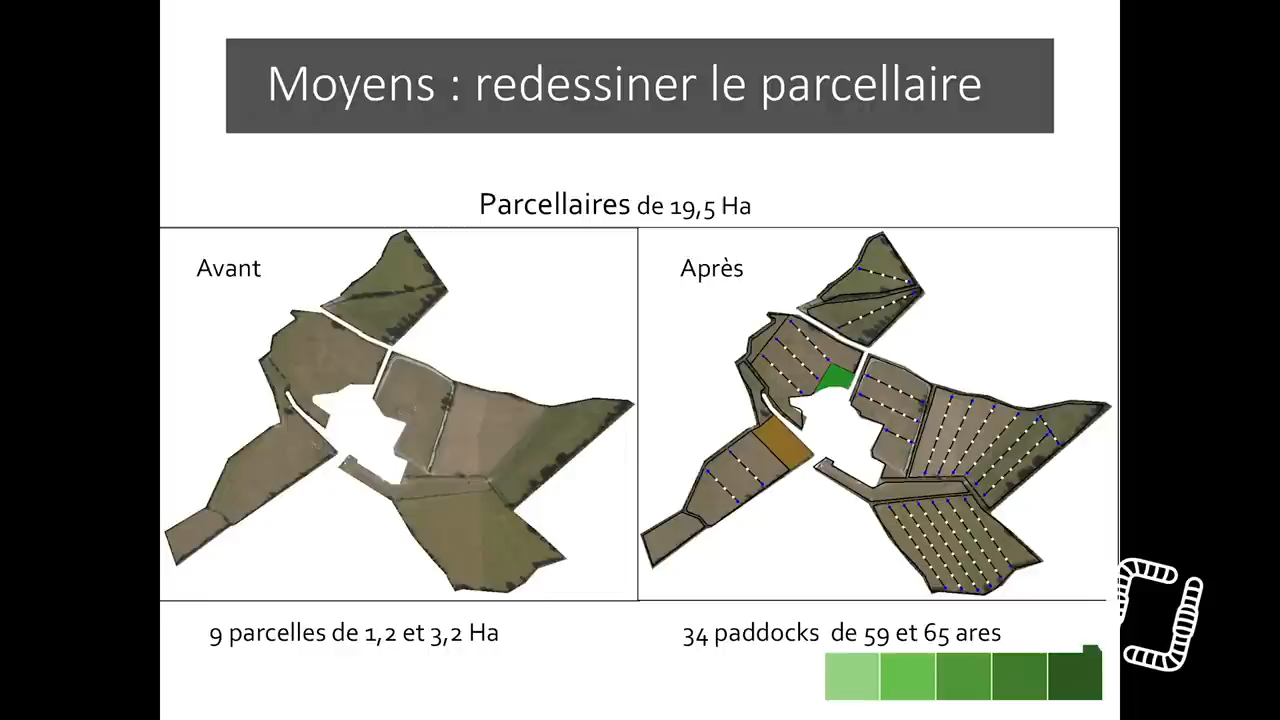 Moyens : redessiner le parcellaire
Parcellaires de 19,5 Ha
Avant
Après
9 parcelles de 1,2 et 3,2 Ha
34 paddocks de 59 et 65 ares